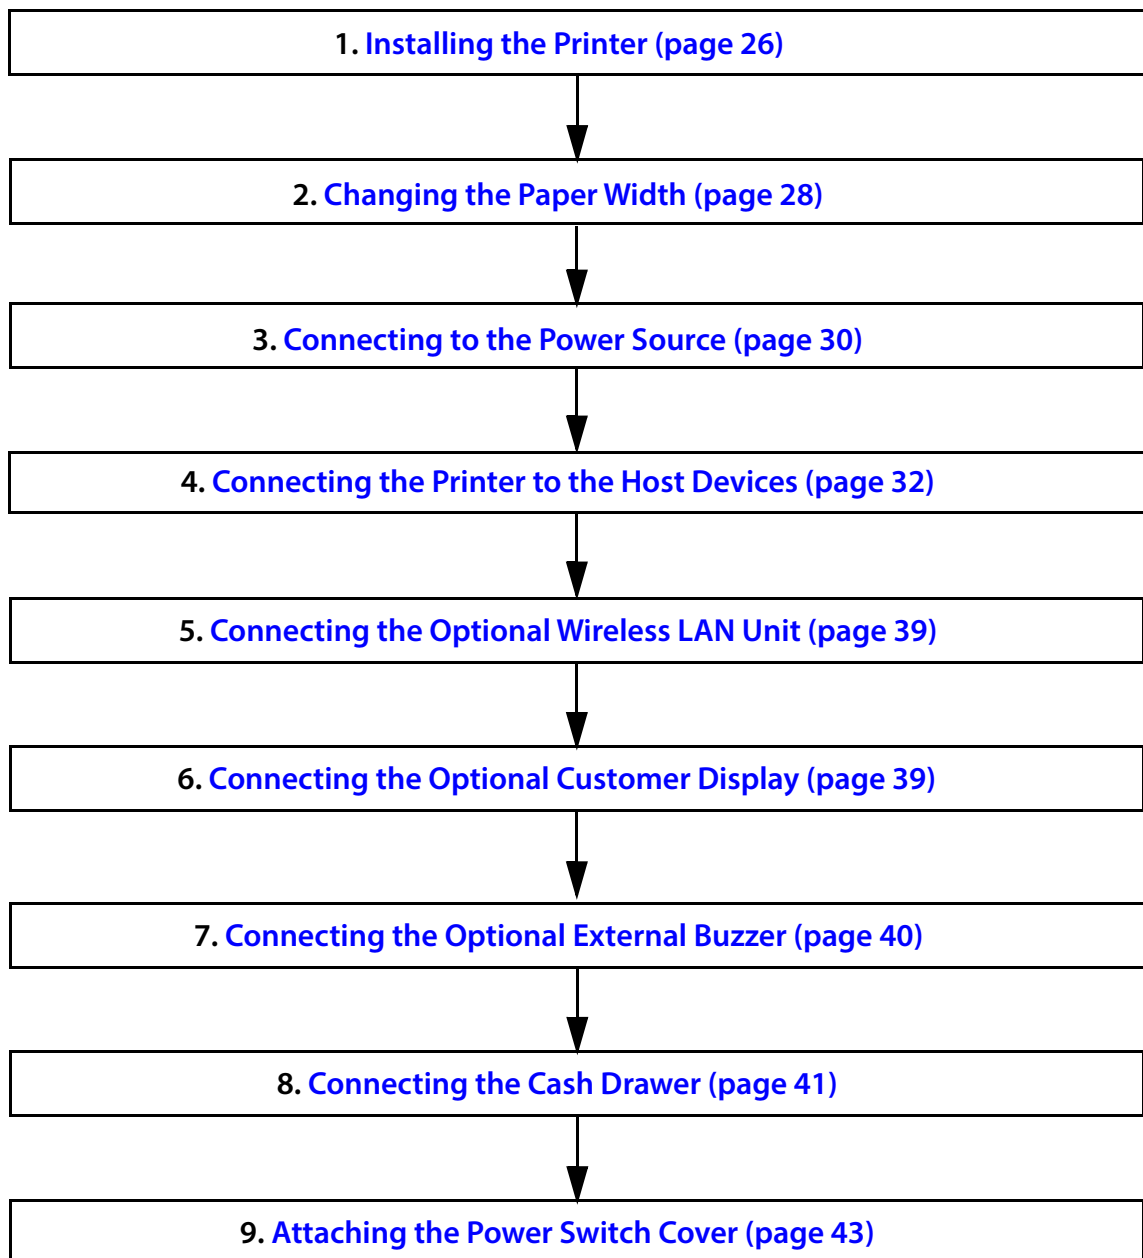 1. Installing the Printer (page 26)
2. Changing the Paper Width (page 28)
3. Connecting to the Power Source (page 30)
4. Connecting the Printer to the Host Devices (page 32)
5. Connecting the Optional Wireless LAN Unit (page 39)
6. Connecting the Optional Customer Display (page 39)
7. Connecting the Optional External Buzzer (page 40)
8. Connecting the Cash Drawer (page 41)
9. Attaching the Power Switch Cover (page 43)